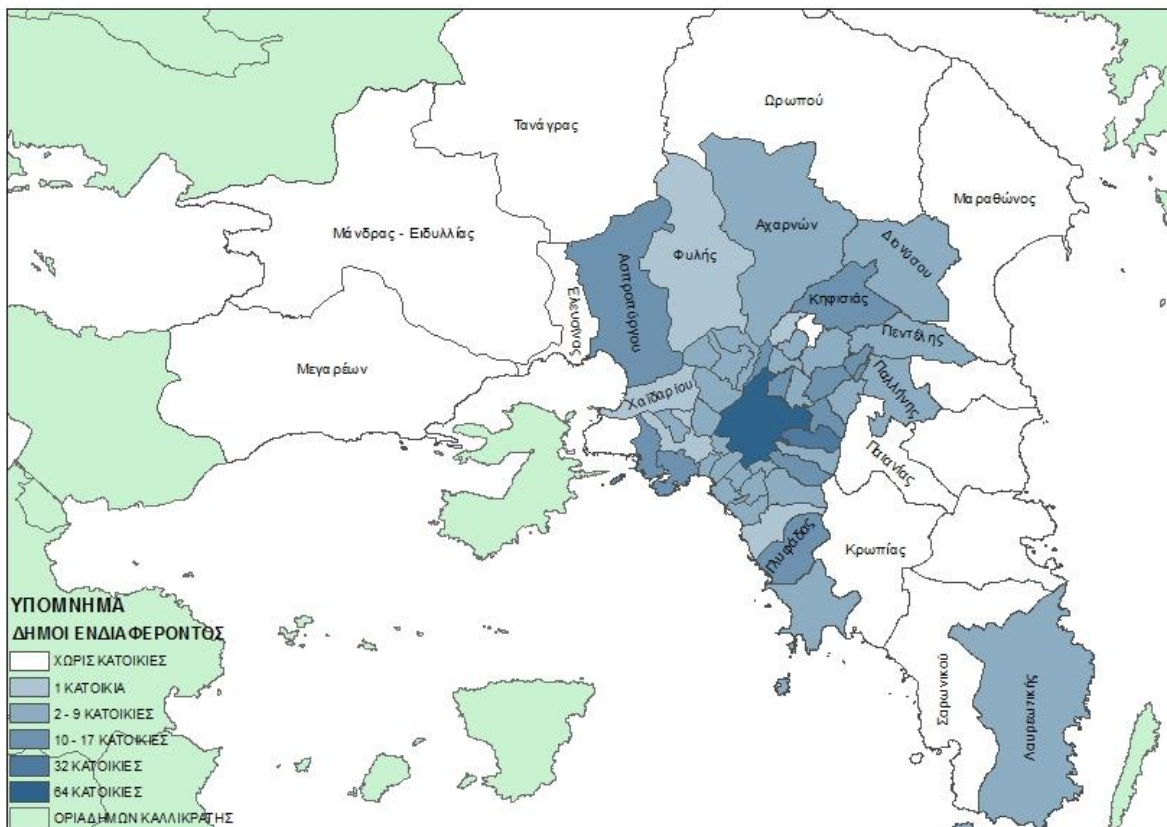 Ωρωπού
Τανάγρας
Μαραθώνος
Μάνδρας - Ειδυλλίας
Αχαρνών
Διονύσου
Φυλής
Ασπροπύργου
Κηφισιάς
Ελευσίνας
Πεντέλης
Μεγαρέων
Παλλήνης
Χαϊδαρίου
Παιανίας
Γλυφάδας
Κρωπίας
Σαρωνικού
Λαυρεωτικής
ΥΠΟΜΝΗΜΑ
ΔΗΜΟΙ ΕΝΔΙΑΦΕΡΟΝΤΟΣ
ΧΩΡΙΣ ΚΑΤΟΙΚΙΕΣ
1 ΚΑΤΟΙΚΙΑ
2 - 9 ΚΑΤΟΙΚΙΕΣ
10 - 17 ΚΑΤΟΙΚΙΕΣ
32 ΚΑΤΟΙΚΙΕΣ
64 ΚΑΤΟΙΚΙΕΣ
ΟΡΙΑ ΔΗΜΩΝ ΚΑΛΛΙΚΡΑΤΗΣ